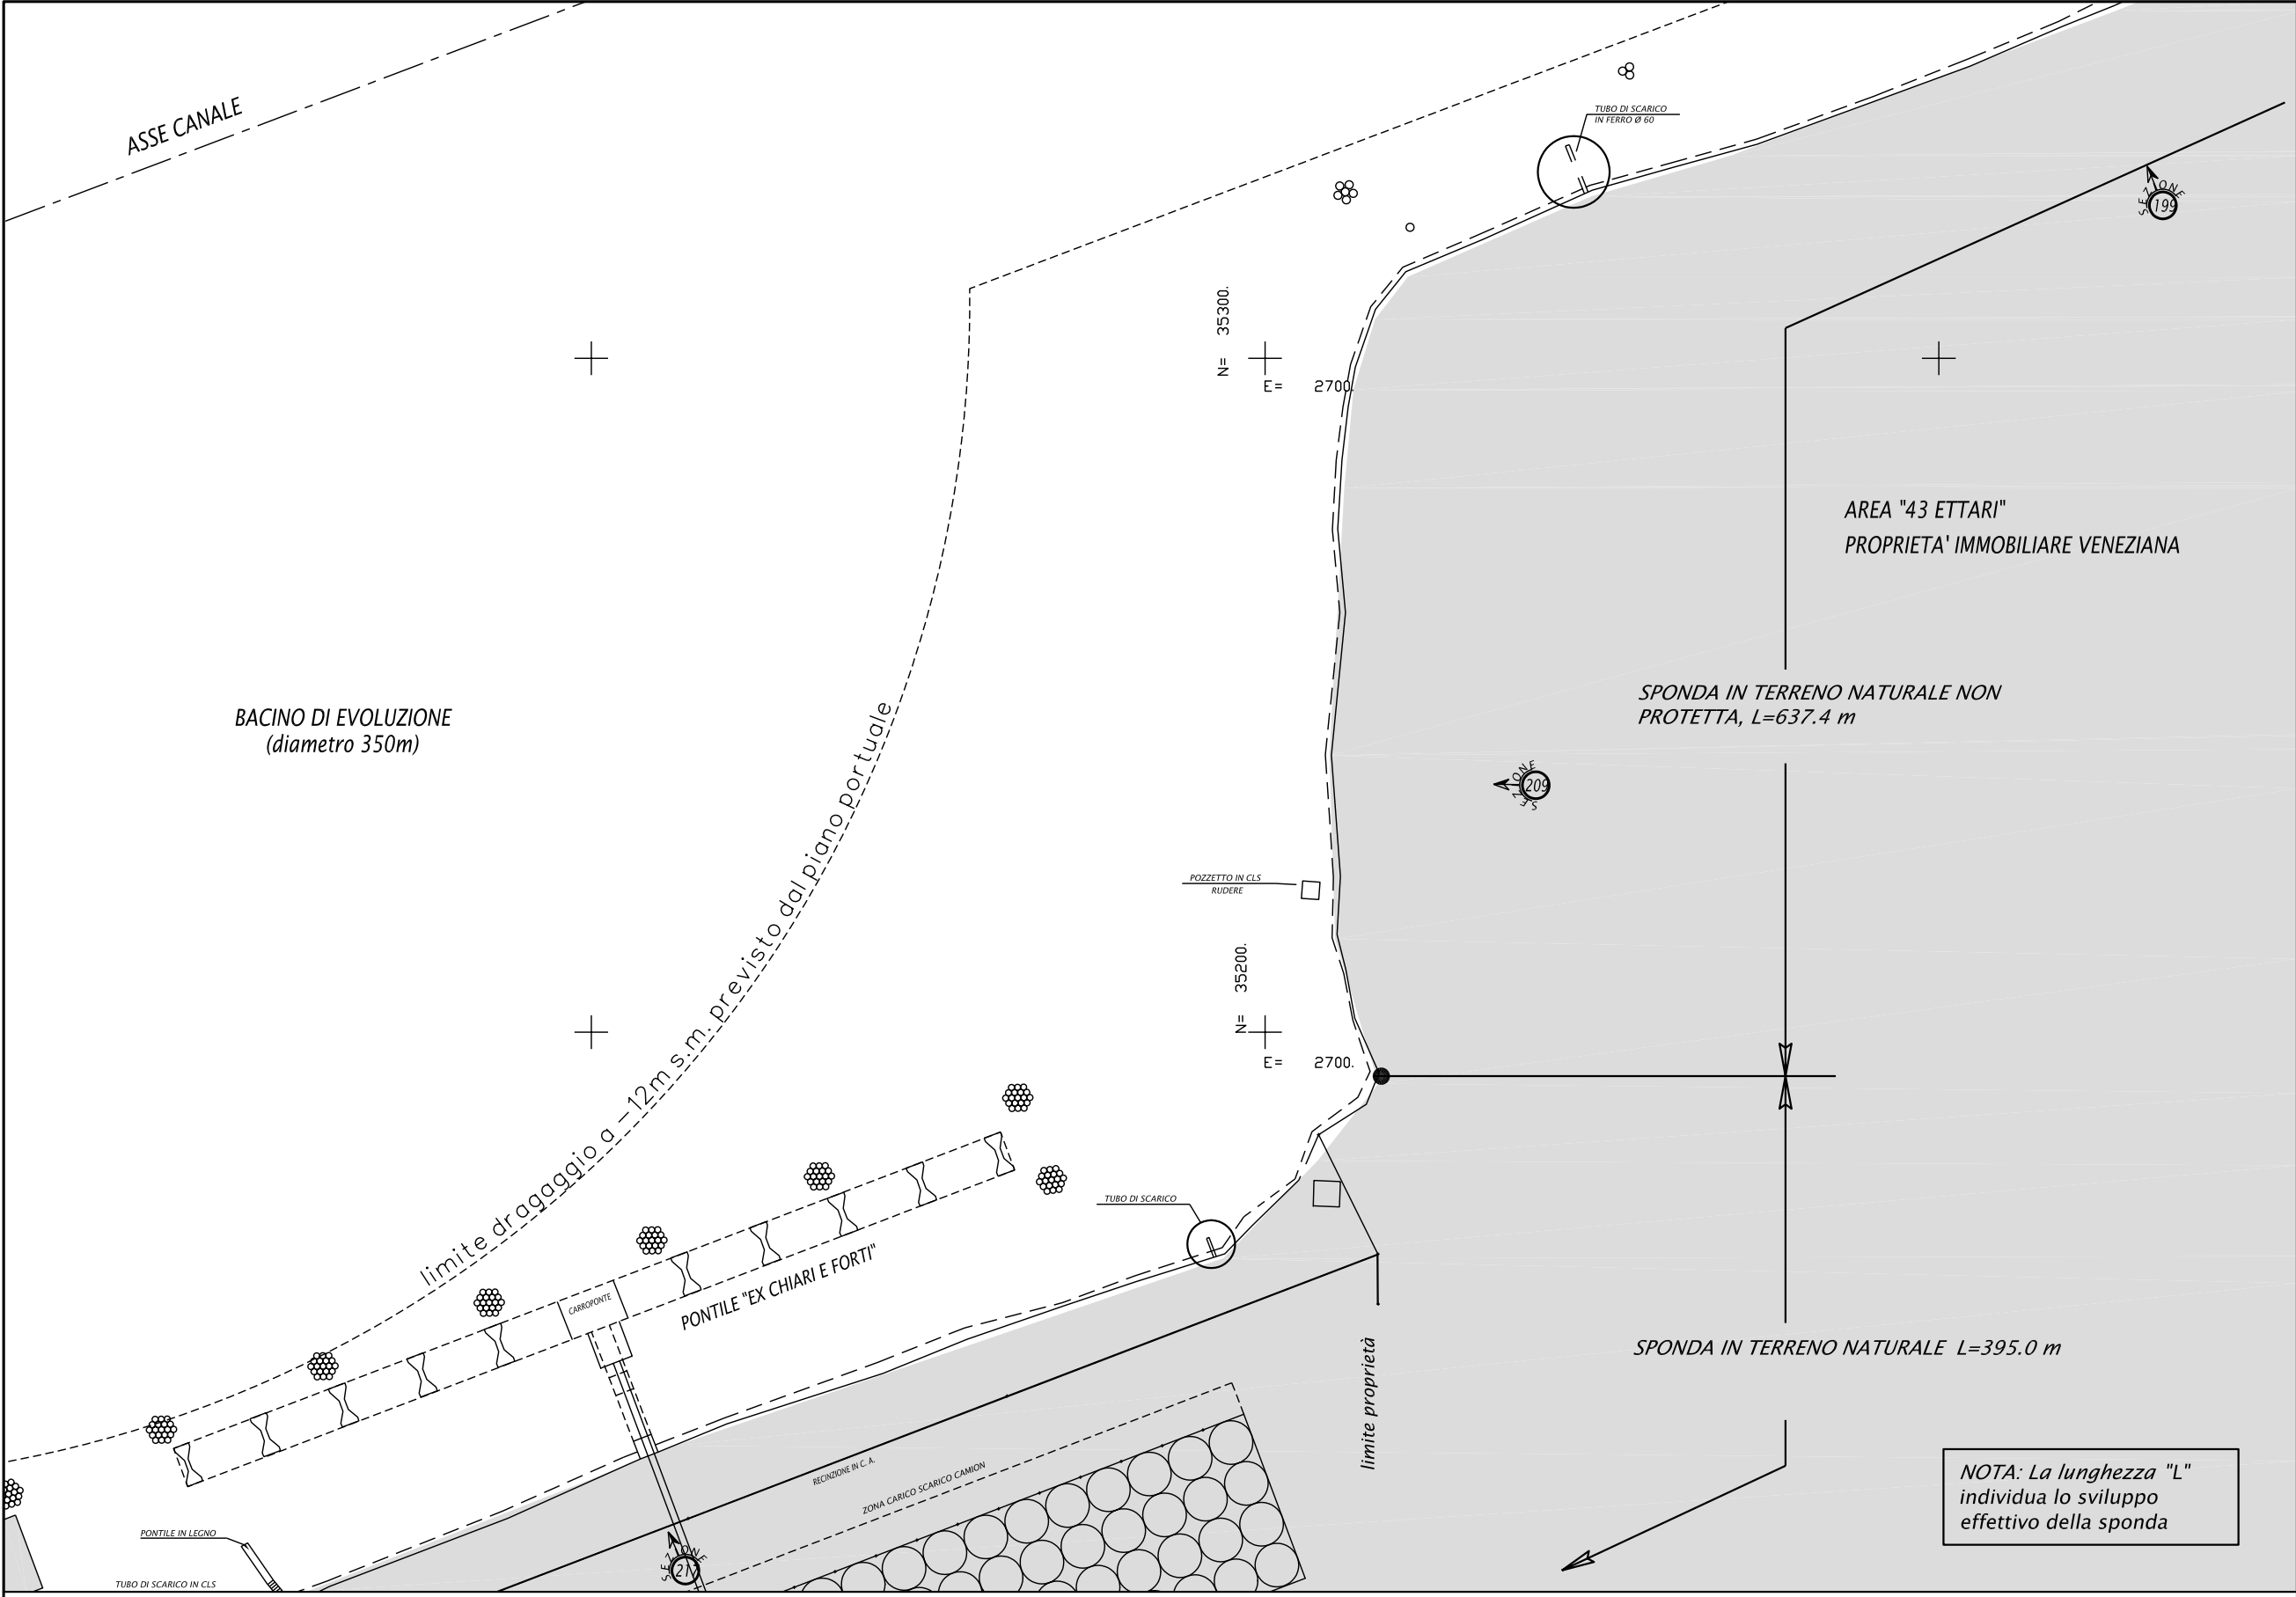 ASSE CANALE
TUBO DI SCARICO
IN FERRO Ø 60
SEZIONE
199
N= 35300.
E= 2700.
AREA "43 ETTARI"
PROPRIETA' IMMOBILIARE VENEZIANA
SPONDA IN TERRENO NATURALE NON
PROTETTA, L=637.4 m
BACINO DI EVOLUZIONE
(diametro 350m)
limite dragaggio a -12m s.m. previsto dal piano portuale
SEZIONE
209
POZZETTO IN CLS
RUDERE
N= 35200.
E= 2700.
TUBO DI SCARICO
PONTILE "EX CHIARI E FORTI"
CARROPONTE
limite proprietà
SPONDA IN TERRENO NATURALE L=395.0 m
RECINZIONE IN C. A.
ZONA CARICO SCARICO CAMION
NOTA: La lunghezza "L"
individua lo sviluppo
effettivo della sponda
PONTILE IN LEGNO
SEZIONE
217
TUBO DI SCARICO IN CLS